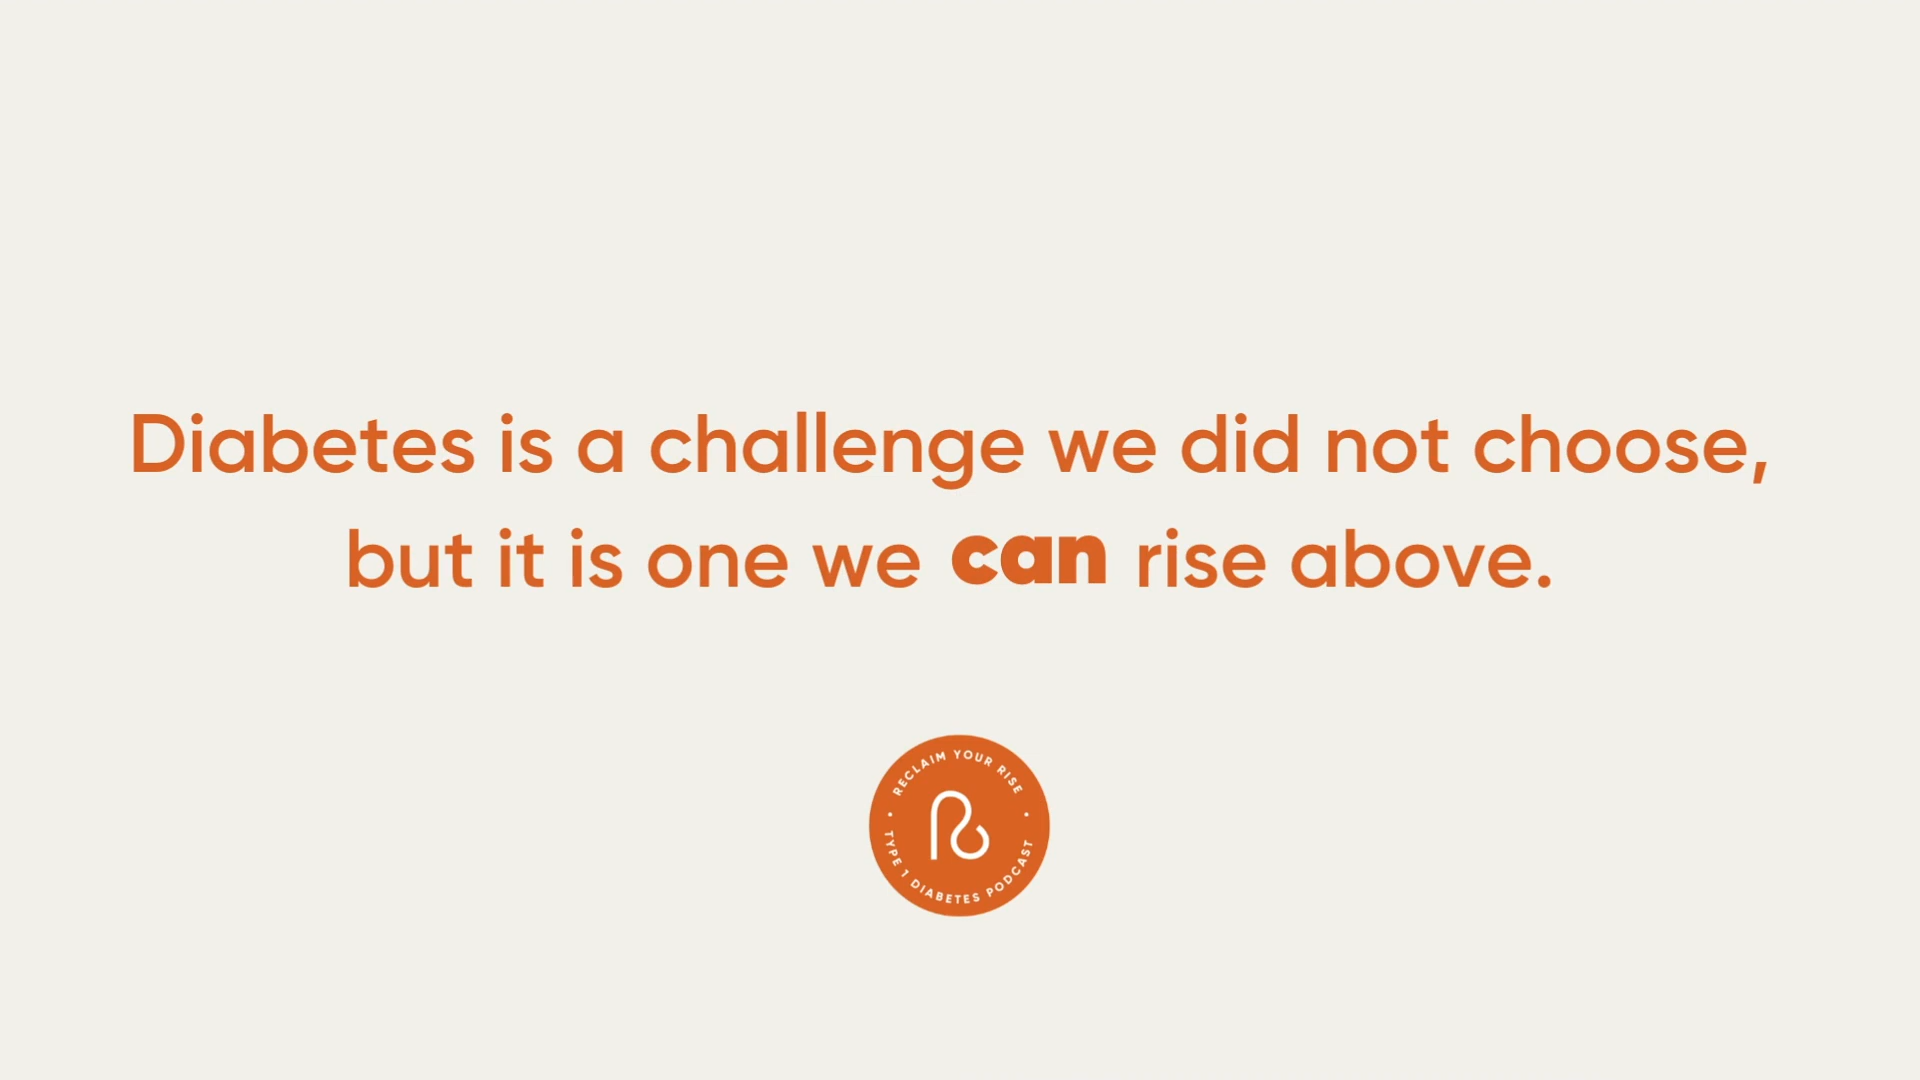 Diabetes is a challenge we did not choose,
but it is one we can rise above.
RECLAIM YOUR RISE
TYPE 1 DIABETES PODCAST